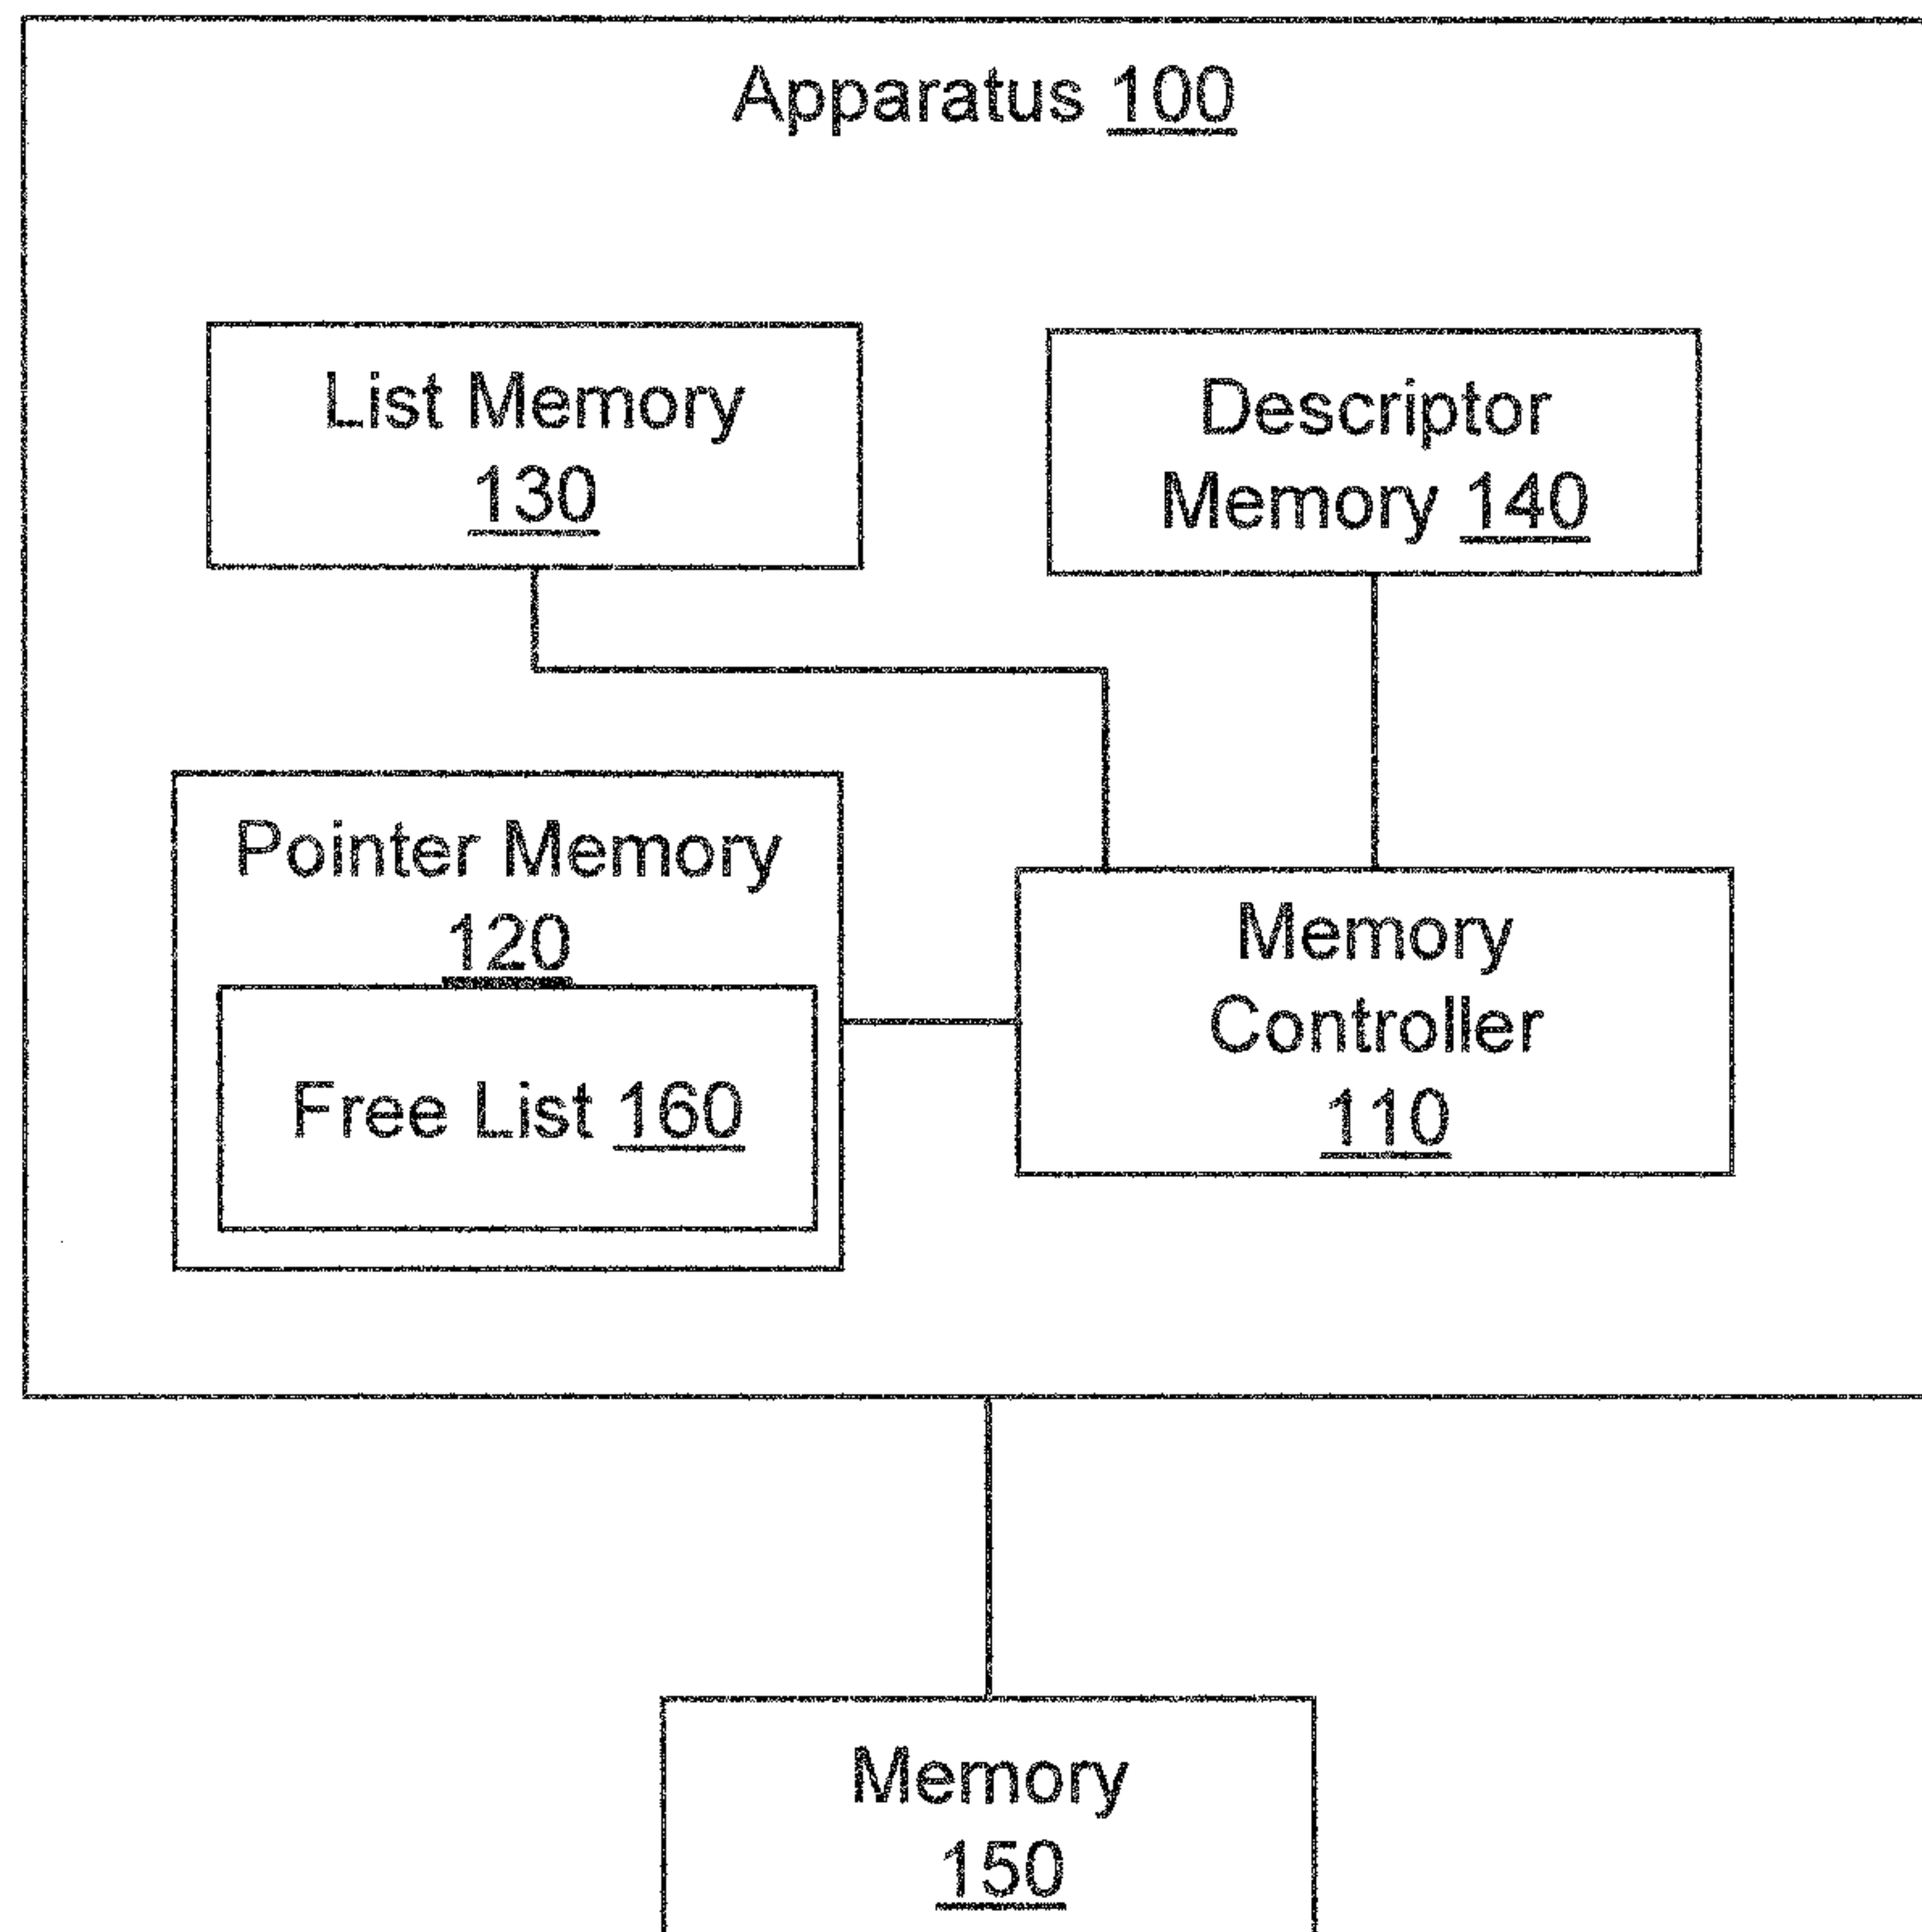 Apparatus 100
List Memory
130
Descriptor
Memory 140
Pointer Memory
120
Free List 160
Memory
Controller
110
Memory
150